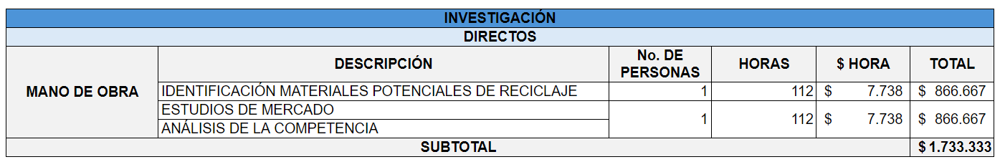 INVESTIGACIÓN
DIRECTOS
MANO DE OBRA
DESCRIPCIÓN
No. DE
PERSONAS
HORAS
$ HORA
TOTAL
IDENTIFICACIÓN MATERIALES POTENCIALES DE RECICLAJE 1 112 $ 7.738 $ 866.667
ESTUDIOS DE MERCADO
ANÁLISIS DE LA COMPETENCIA
1 112 $ 7.738 $ 866.667
SUBTOTAL $ 1.733.333